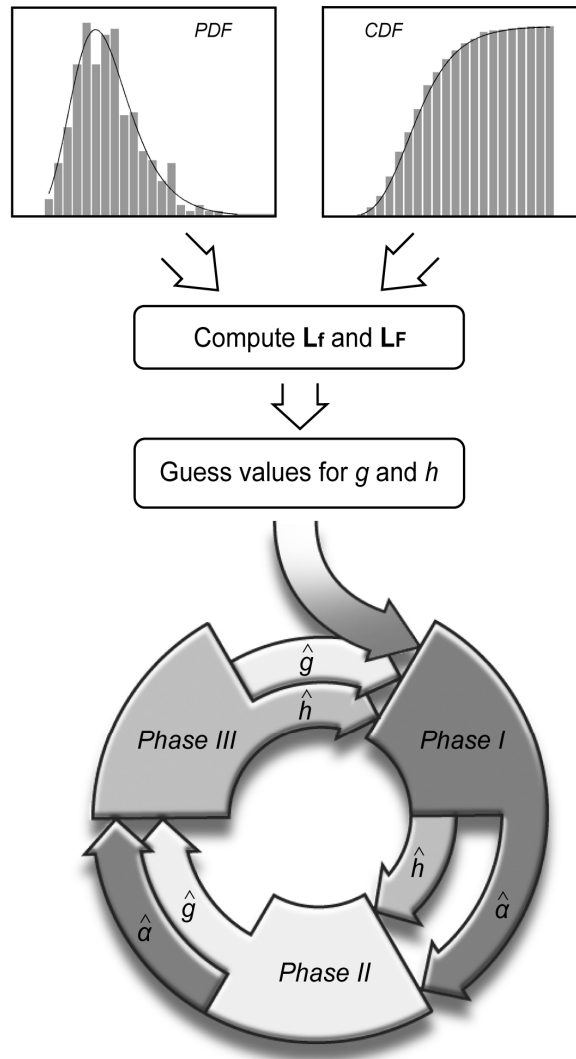 PDF
CDF
Compute Lf and LF
Guess values for g and h
ĝ
ĥ
Phase III
Phase I
ĥ
α̂
ĝ
α̂
Phase II